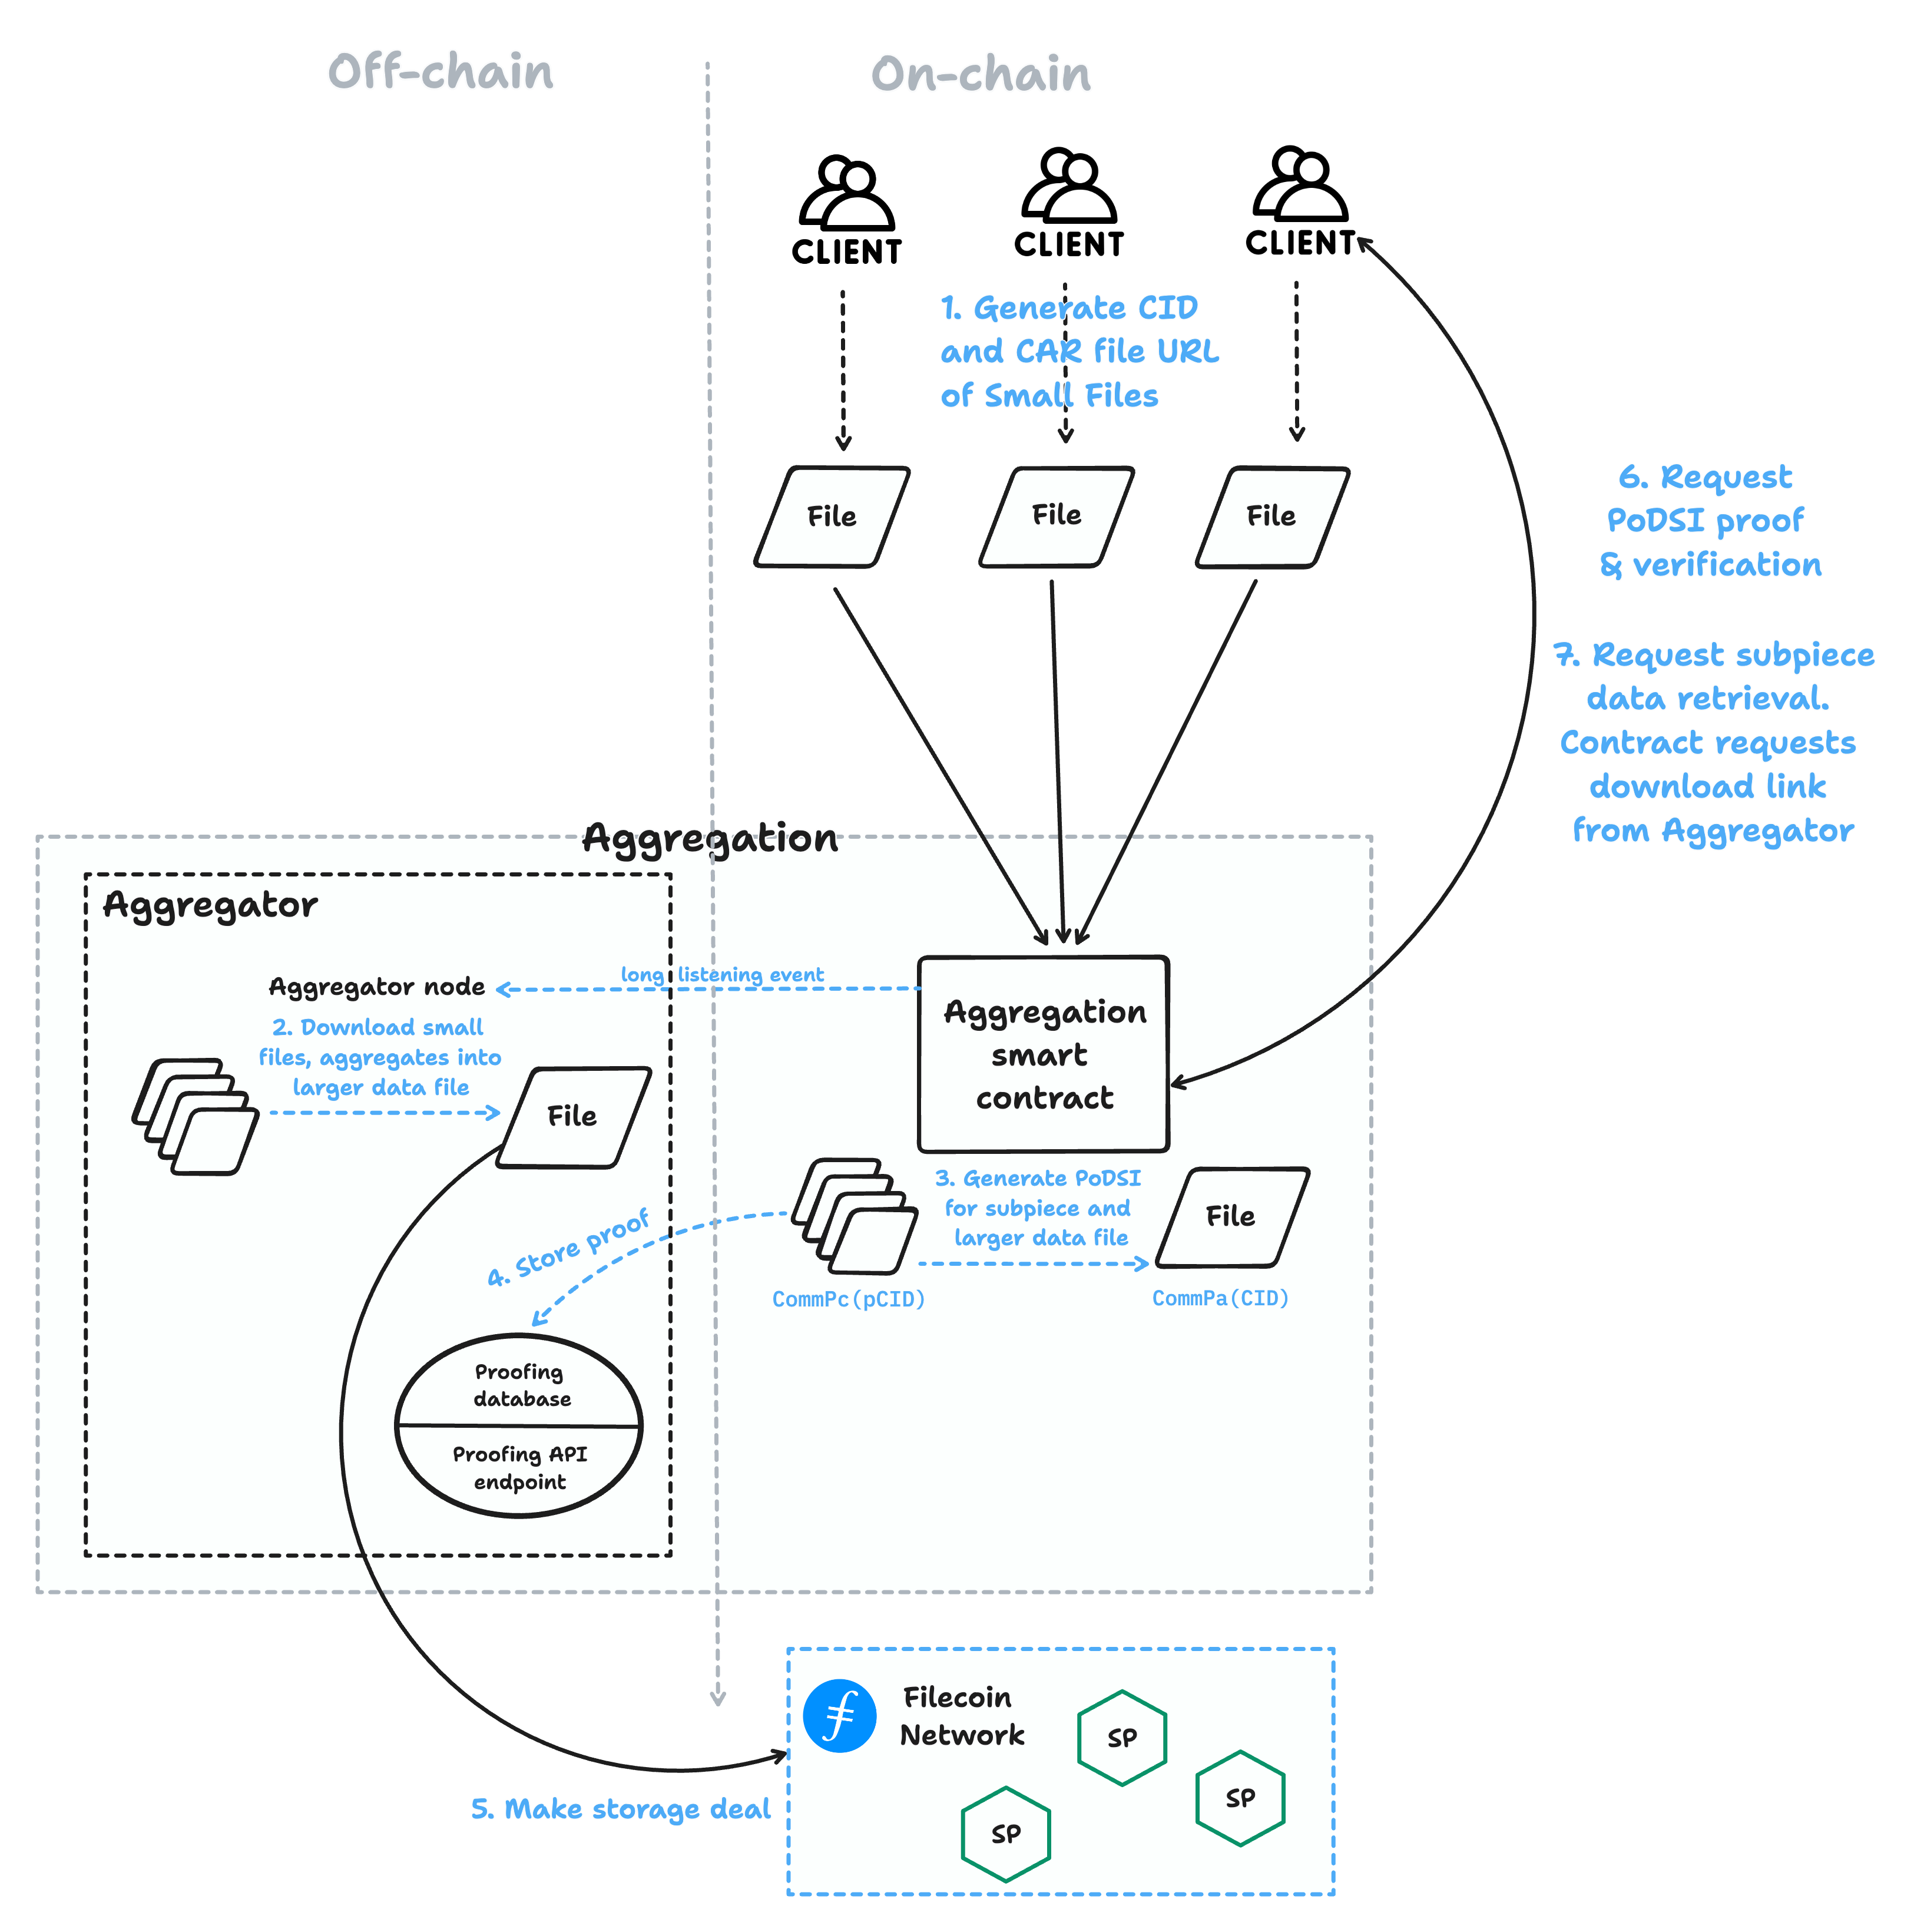 Off-chain
On-chain
CLIENT
CLIENT
CLIENT
1. Generate CID
and CAR file URL
of Small Files
File
File
File
6. Request
PoDSI proof
& verification
7. Request subpiece
data retrieval.
Contract requests
download link
from Aggregator
Aggregation
Aggregator
Aggregator node
long listening event
Aggregation
smart
contract
2. Download small
files, aggregates into
larger data file
File
3. Generate PoDSI
for subpiece and
larger data file
File
CommPc(pCID)
CommPa(CID)
4. Store proof
Proofing
database
Proofing API
endpoint
5. Make storage deal
Filecoin
Network
SP
SP
SP